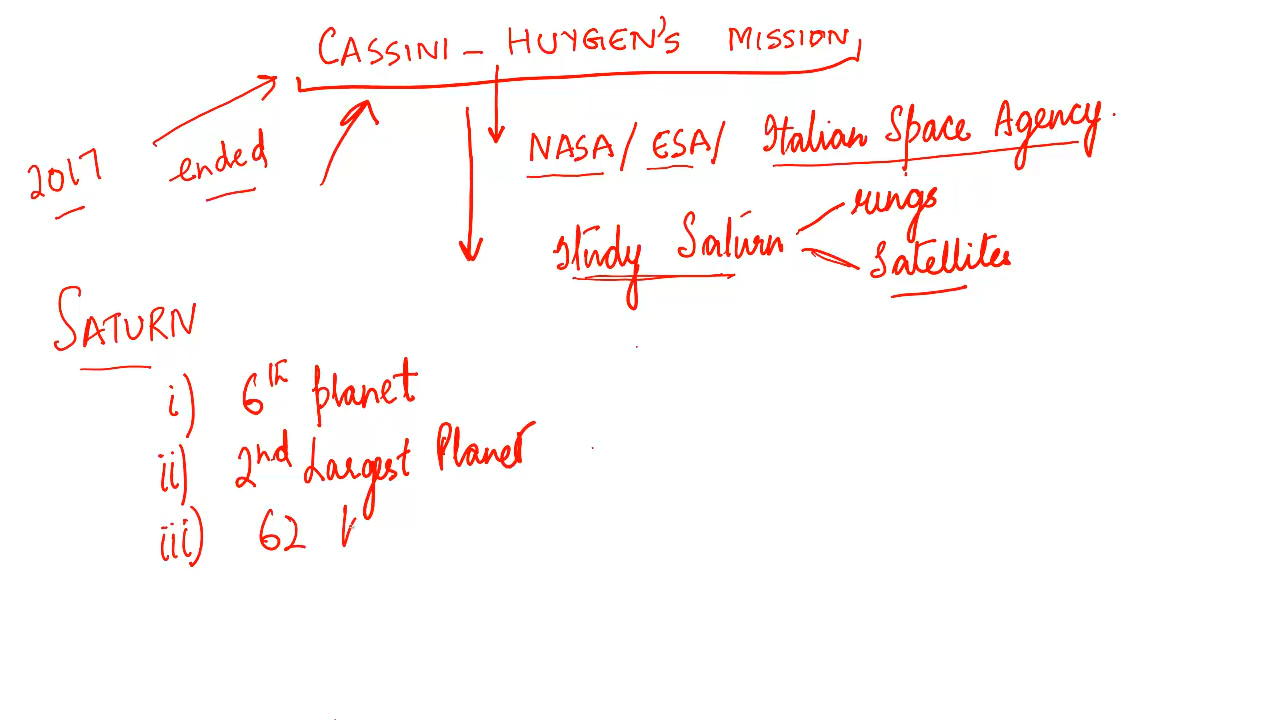 CASSINI - HUYGEN'S MISSION,
2017 ended
NASA / ESA / Italian Space Agency.
Study Saturn
rings
Satellites
SATURN
i) 6th planet
ii) 2nd Largest Planet
iii) 62